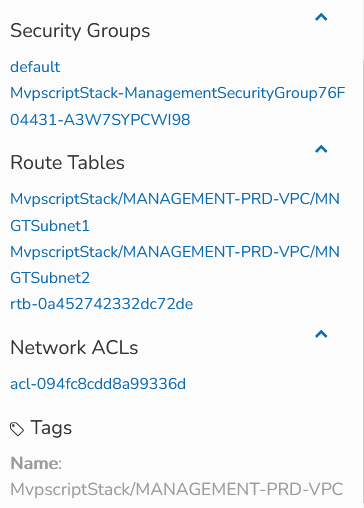 Security Groups
default
MvpscriptStack-ManagementSecurityGroup76F
04431-A3W7SYPCWI98
Route Tables
MvpscriptStack/MANAGEMENT-PRD-VPC/MN
GTSubnet1
MvpscriptStack/MANAGEMENT-PRD-VPC/MN
GTSubnet2
rtb-0a452742332dc72de
Network ACLs
acl-094fc8cdd8a99336d
Tags
Name:
MvpscriptStack/MANAGEMENT-PRD-VPC